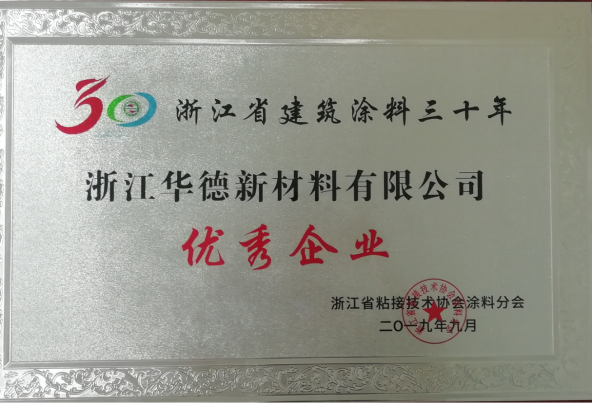 30 浙江省建筑涂料三十年
浙江华德新材料有限公司
优秀企业
浙江省粘接技术协会涂料分会
二〇一九年九月